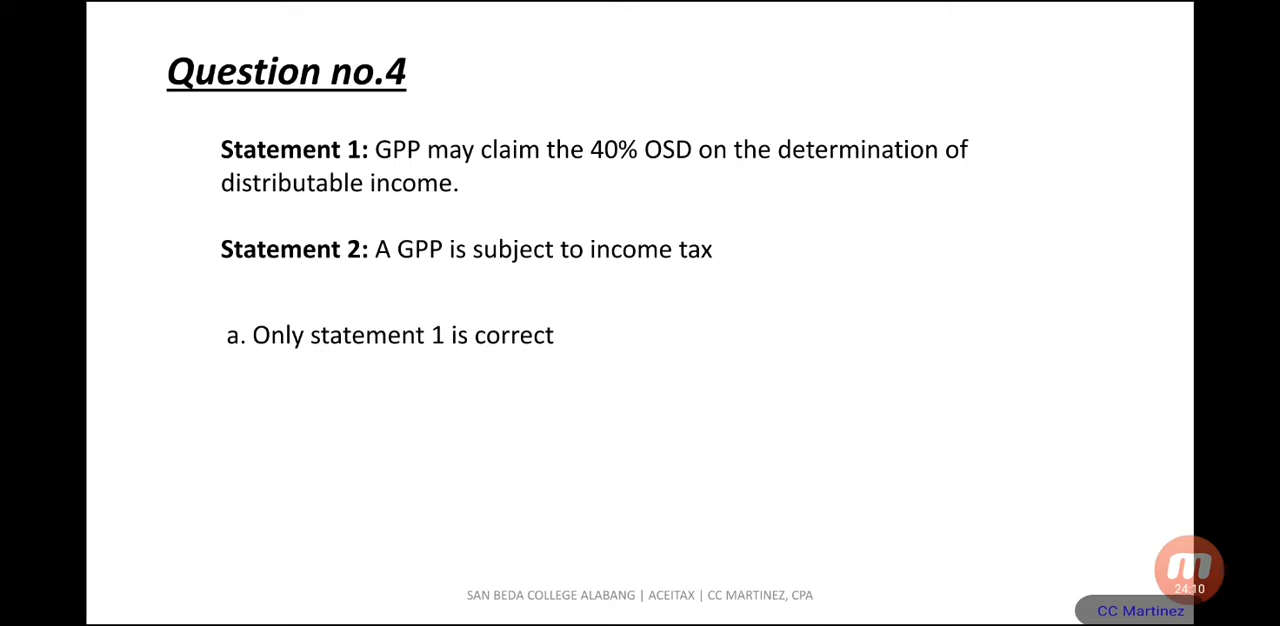 Question no.4
Statement 1: GPP may claim the 40% OSD on the determination of
distributable income.
Statement 2: A GPP is subject to income tax
a. Only statement 1 is correct
SAN BEDA COLLEGE ALABANG | ACEITAX | CC MARTINEZ, CPA
m
24:10
CC Martinez